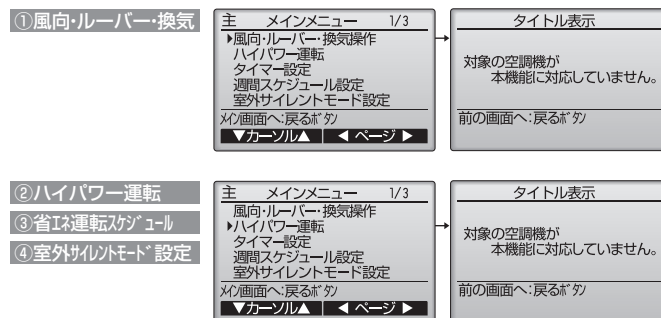 ①風向・ルーバー・換気
主 メインメニュー 1/3
▶風向・ルーバー・換気操作
ハイパワー運転
タイマー設定
週間スケジュール設定
室外サイレントモード設定
メイン画面へ:戻るボタン
▼カーソル▲ ◀ ページ ▶
タイトル表示
対象の空調機が
本機能に対応していません。
前の画面へ:戻るボタン
②ハイパワー運転
③省エネ運転スケジュール
④室外サイレントモード設定
主 メインメニュー 1/3
風向・ルーバー・換気操作
▶ハイパワー運転
タイマー設定
週間スケジュール設定
室外サイレントモード設定
メイン画面へ:戻るボタン
▼カーソル▲ ◀ ページ ▶
タイトル表示
対象の空調機が
本機能に対応していません。
前の画面へ:戻るボタン